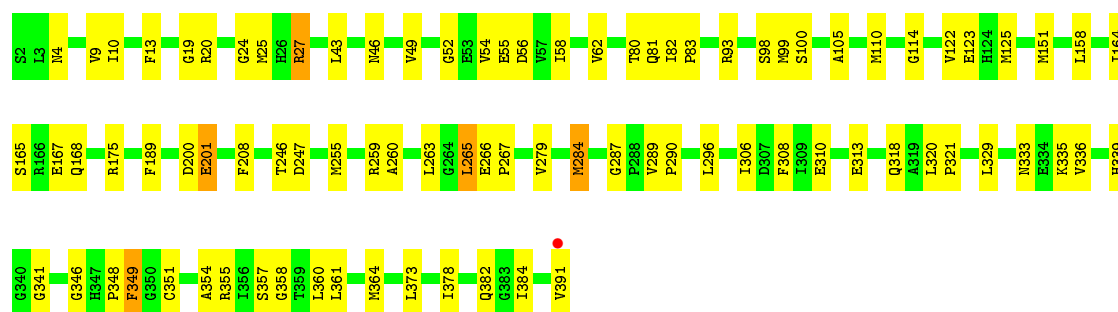 S2 L3 N4 V9 I10 F13 G19 R20 G24 M25 H26 R27 L43 N46 V49 G52 E53 V54 E55 D56 V57 I58 V62 T80 Q81 I82 P83 R93 S98 M99 S100 A105 M110 G114 V122 E123 H124 M125 M151 L158 I164
S165 R166 E167 Q168 R175 F189 D200 E201 F208 T246 D247 M255 R259 A260 L263 G264 L265 E266 P267 V279 M284 G287 P288 V289 P290 L296 I306 D307 F308 I309 E310 E313 Q318 A319 L320 P321 L329 N333 E334 K335 V336 H339
G340 G341 G346 H347 P348 F349 G350 C351 A354 R355 I356 S357 G358 T359 L360 L361 M364 L373 I378 Q382 G383 I384 V391